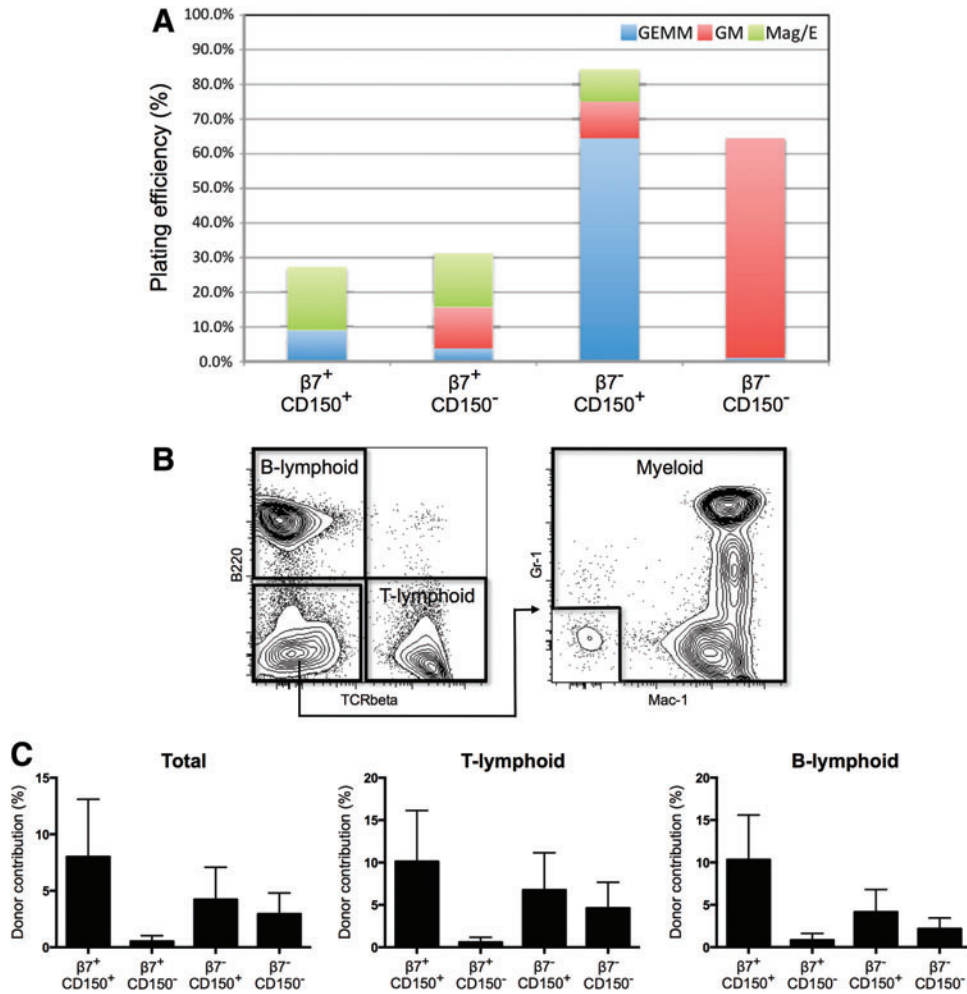 A
100.0%
90.0%
80.0%
70.0%
60.0%
50.0%
40.0%
30.0%
20.0%
10.0%
0.0%
Plating efficiency (%)
GEMM GM Mag/E
β7+ β7+ β7- β7-
CD150+ CD150- CD150+ CD150-
B
B-lymphoid
T-lymphoid
B220
TCRbeta
Myeloid
Gr-1
Mac-1
C
Total
Donor contribution (%)
15
10
5
0
β7+ β7+ β7- β7-
CD150+ CD150- CD150+ CD150-
T-lymphoid
Donor contribution (%)
20
15
10
5
0
β7+ β7+ β7- β7-
CD150+ CD150- CD150+ CD150-
B-lymphoid
Donor contribution (%)
20
15
10
5
0
β7+ β7+ β7- β7-
CD150+ CD150- CD150+ CD150-